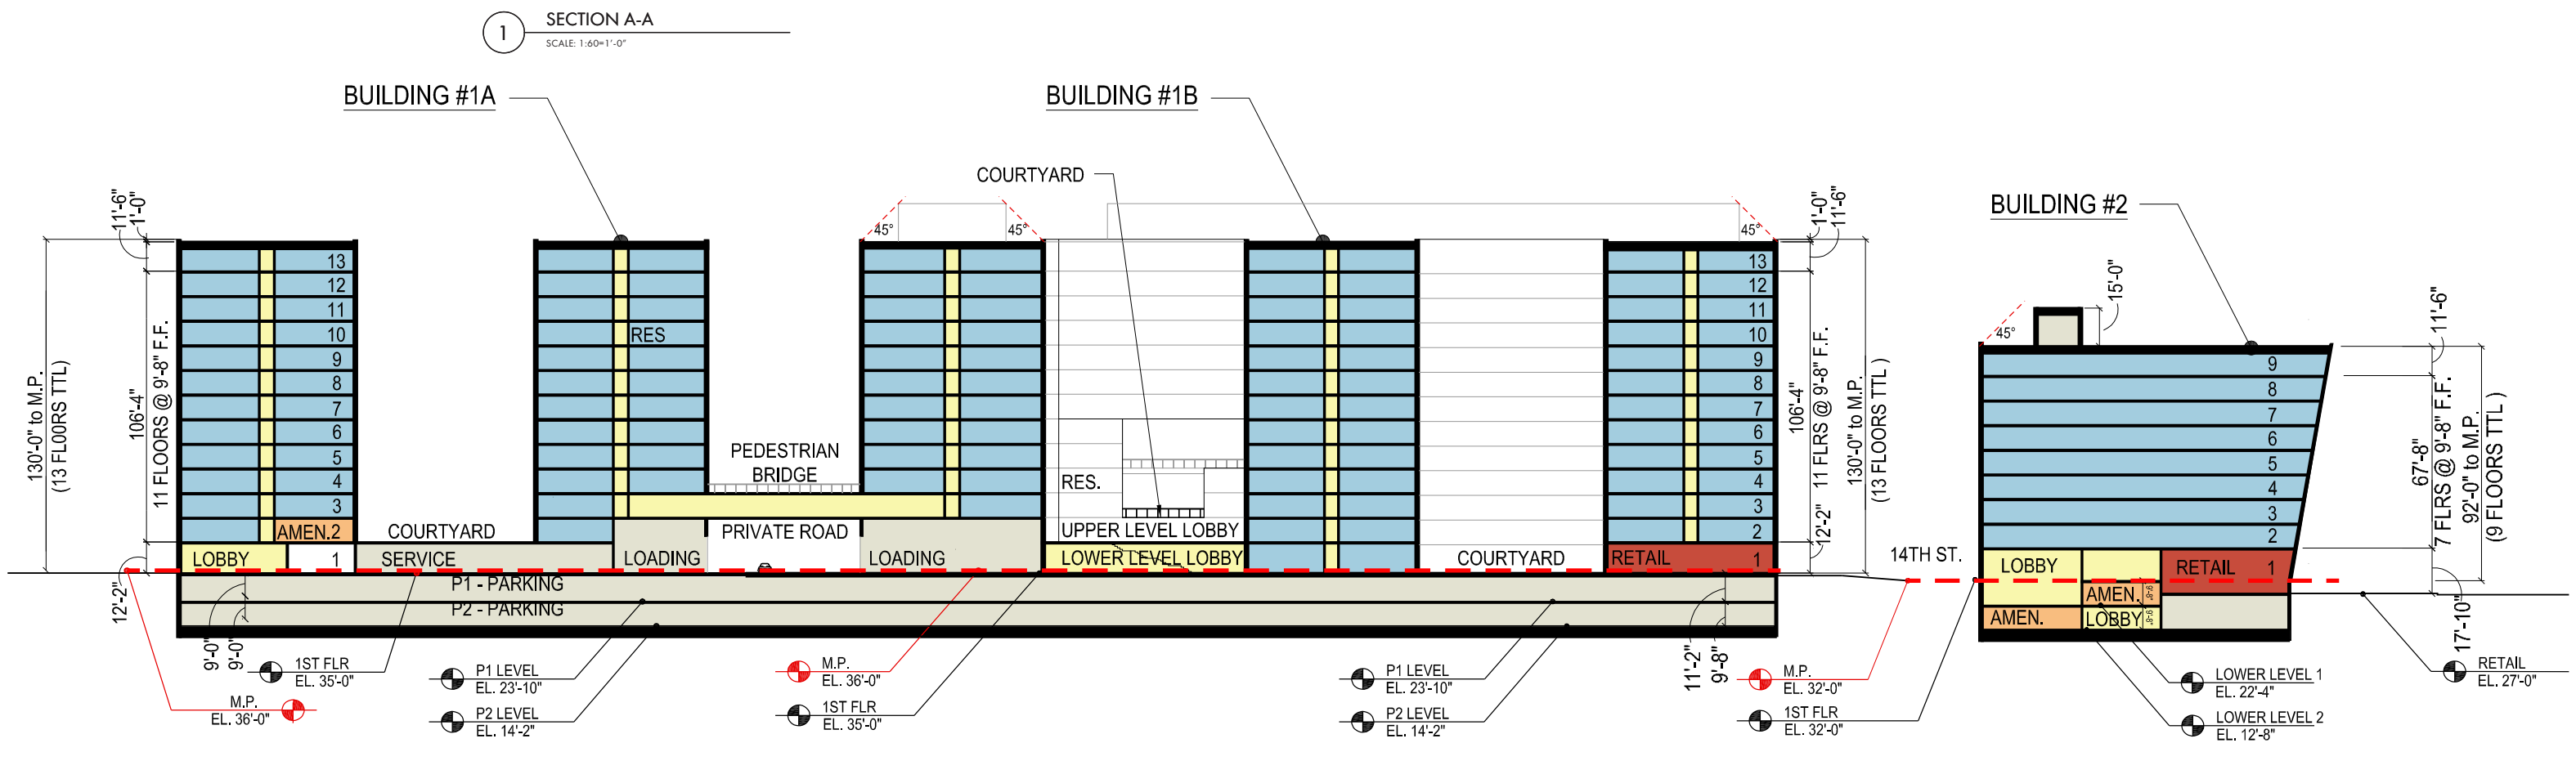 1
SECTION A-A
SCALE: 1:60=1'-0"
BUILDING #1A
BUILDING #1B
COURTYARD
BUILDING #2
11'-6"
1'-0"
130'-0" to M.P.
(13 FLOORS TTL)
106'-4"
11 FLOORS @ 9'-8" F.F.
12'-2"
13
12
11
10
9
8
7
6
5
4
3
AMEN.2
LOBBY
1
COURTYARD
SERVICE
RES
LOADING
PEDESTRIAN
BRIDGE
PRIVATE ROAD
LOADING
45°
45°
45°
RES.
UPPER LEVEL LOBBY
LOWER LEVEL LOBBY
COURTYARD
13
12
11
10
9
8
7
6
5
4
3
2
RETAIL 1
1'-0"
11'-6"
106'-4"
11 FLRS @ 9'-8" F.F.
12'-2"
130'-0" to M.P.
(13 FLOORS TTL )
P1 - PARKING
P2 - PARKING
9'-0"
9'-0"
11'-2"
9'-8"
14TH ST.
45°
15'-0"
9
8
7
6
5
4
3
2
LOBBY
RETAIL 1
AMEN.
9'-8"
AMEN.
LOBBY
9'-8"
11'-6"
67'-8"
7 FLRS @ 9'-8" F.F.
92'-0" to M.P.
(9 FLOORS TTL )
17'-10"
M.P.
EL. 36'-0"
1ST FLR
EL. 35'-0"
P1 LEVEL
EL. 23'-10"
P2 LEVEL
EL. 14'-2"
M.P.
EL. 36'-0"
1ST FLR
EL. 35'-0"
P1 LEVEL
EL. 23'-10"
P2 LEVEL
EL. 14'-2"
M.P.
EL. 32'-0"
1ST FLR
EL. 32'-0"
LOWER LEVEL 1
EL. 22'-4"
LOWER LEVEL 2
EL. 12'-8"
RETAIL
EL. 27'-0"